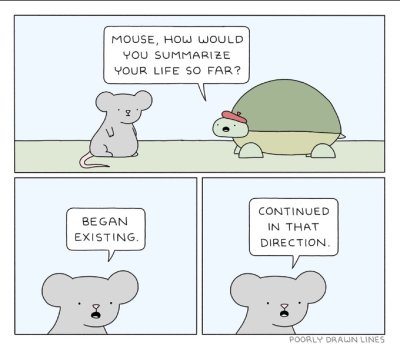 MOUSE, HOW WOULD
YOU SUMMARIZE
YOUR LIFE SO FAR?
BEGAN
EXISTING.
CONTINUED
IN THAT
DIRECTION.
POORLY DRAWN LINES